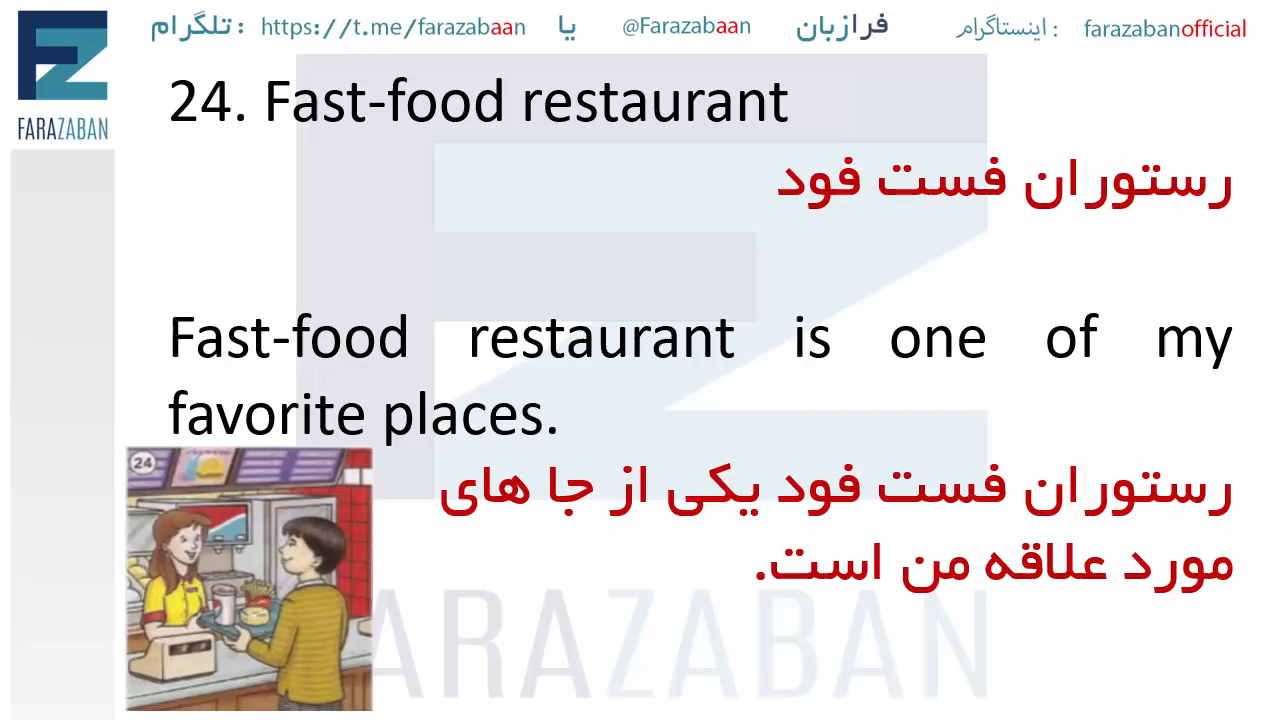 تلگرام : https://t.me/farazabaan یا @Farazabaan فرازبان اینستاگرام : farazabanofficial
FZ
FARAZABAN
24. Fast-food restaurant
رستوران فست فود
Fast-food restaurant is one of my
favorite places.
رستوران فست فود یکی از جا های
مورد علاقه من است.
24
FARAZABAN